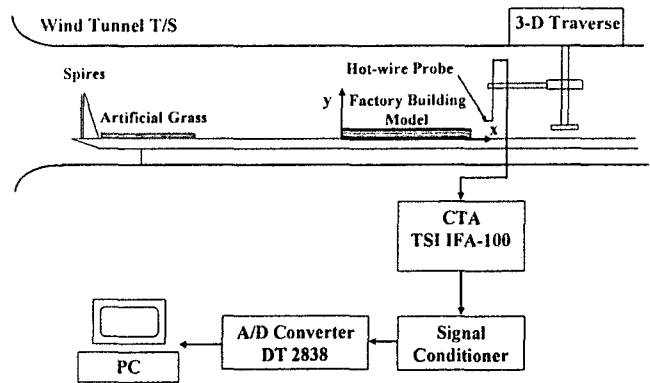 Wind Tunnel T/S
3-D Traverse
Spires
Hot-wire Probe
Artificial Grass
y
Factory Building
Model
x
CTA
TSI IFA-100
A/D Converter
DT 2838
Signal
Conditioner
PC